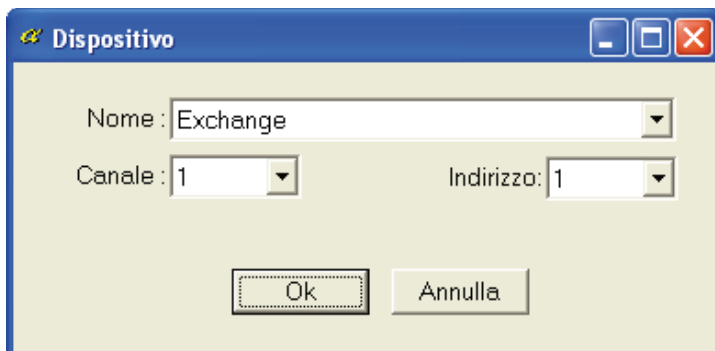 Dispositivo
Nome : Exchange
Canale : 1 Indirizzo: 1
Ok Annulla